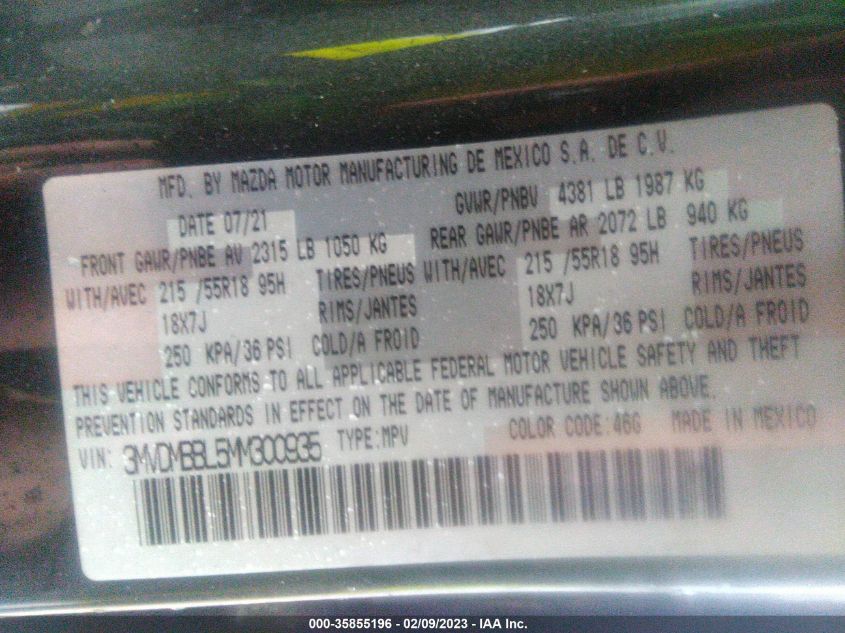 MFD. BY MAZDA MOTOR MANUFACTURING DE MEXICO S.A. DE C.V.
DATE 07/21 GVWR/PNBV 4381 LB 1987 KG
FRONT GAWR/PNBE AV 2315 LB 1050 KG REAR GAWR/PNBE AR 2072 LB 940 KG
WITH/AVEC 215 /55R18 95H TIRES/PNEUS WITH/AVEC 215 /55R18 95H TIRES/PNEUS
18X7J RIMS/JANTES 18X7J RIMS/JANTES
250 KPA/36 PSI COLD/A FROID 250 KPA/36 PSI COLD/A FROID
THIS VEHICLE CONFORMS TO ALL APPLICABLE FEDERAL MOTOR VEHICLE SAFETY AND THEFT
PREVENTION STANDARDS IN EFFECT ON THE DATE OF MANUFACTURE SHOWN ABOVE.
VIN: 3MVDMBBL5MM300935 TYPE:MPV COLOR CODE:46G MADE IN MEXICO
000-35855196 - 02/09/2023 - IAA Inc.